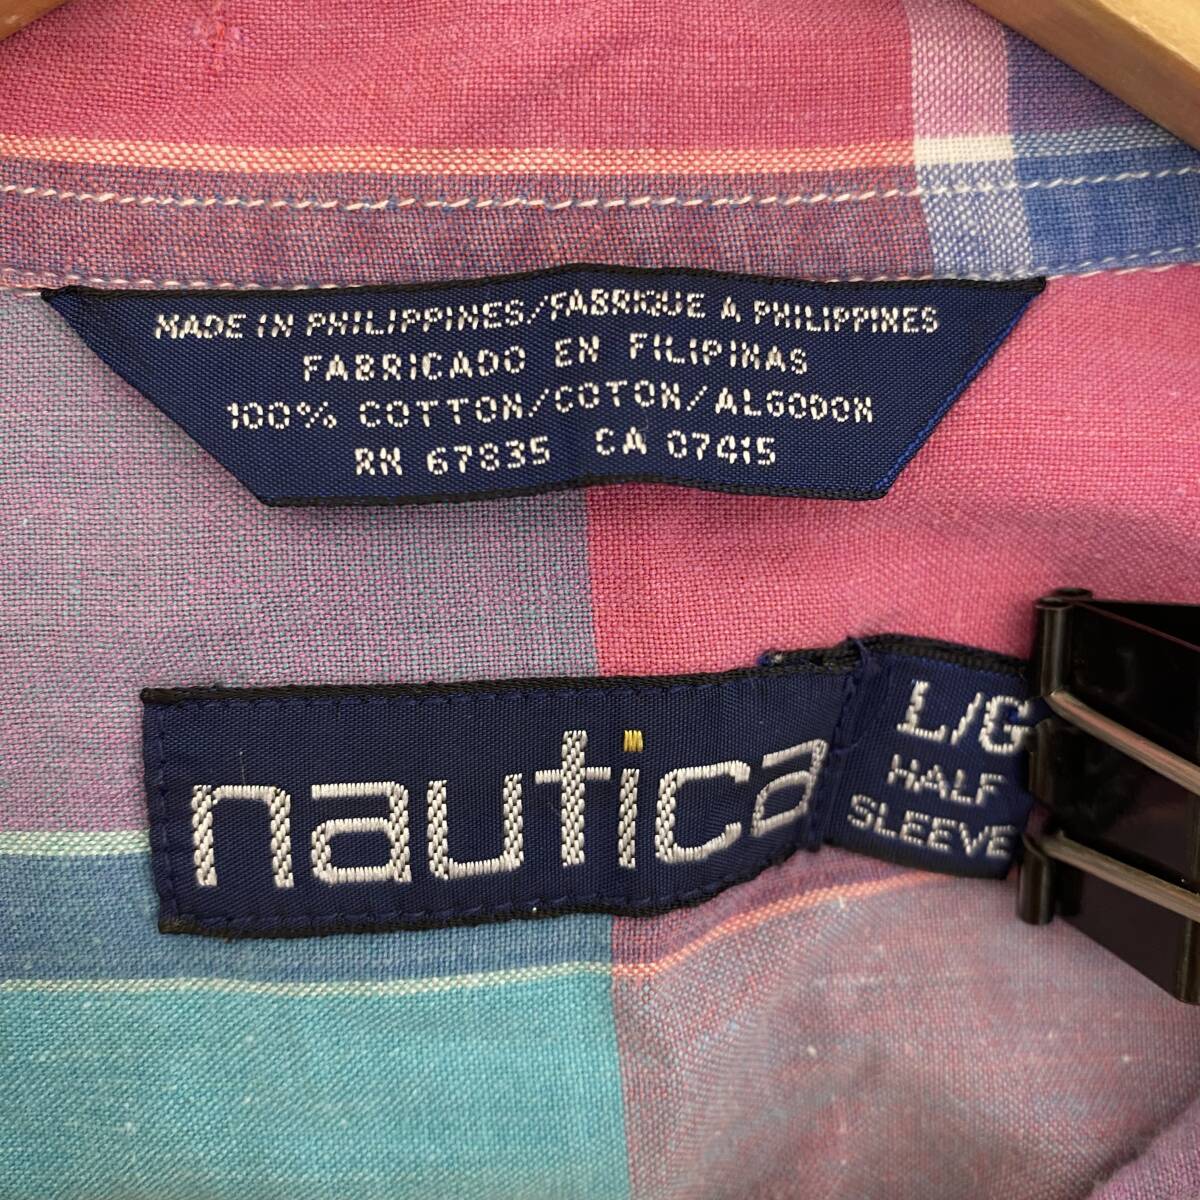 MADE IN PHILIPPINES/FABRIQUE A PHILIPPINES
FABRICADO EN FILIPINAS
100% COTTON/COTON/ALGODON
RN 67835 CA 07415
nautica
L/G
HALF
SLEEVE